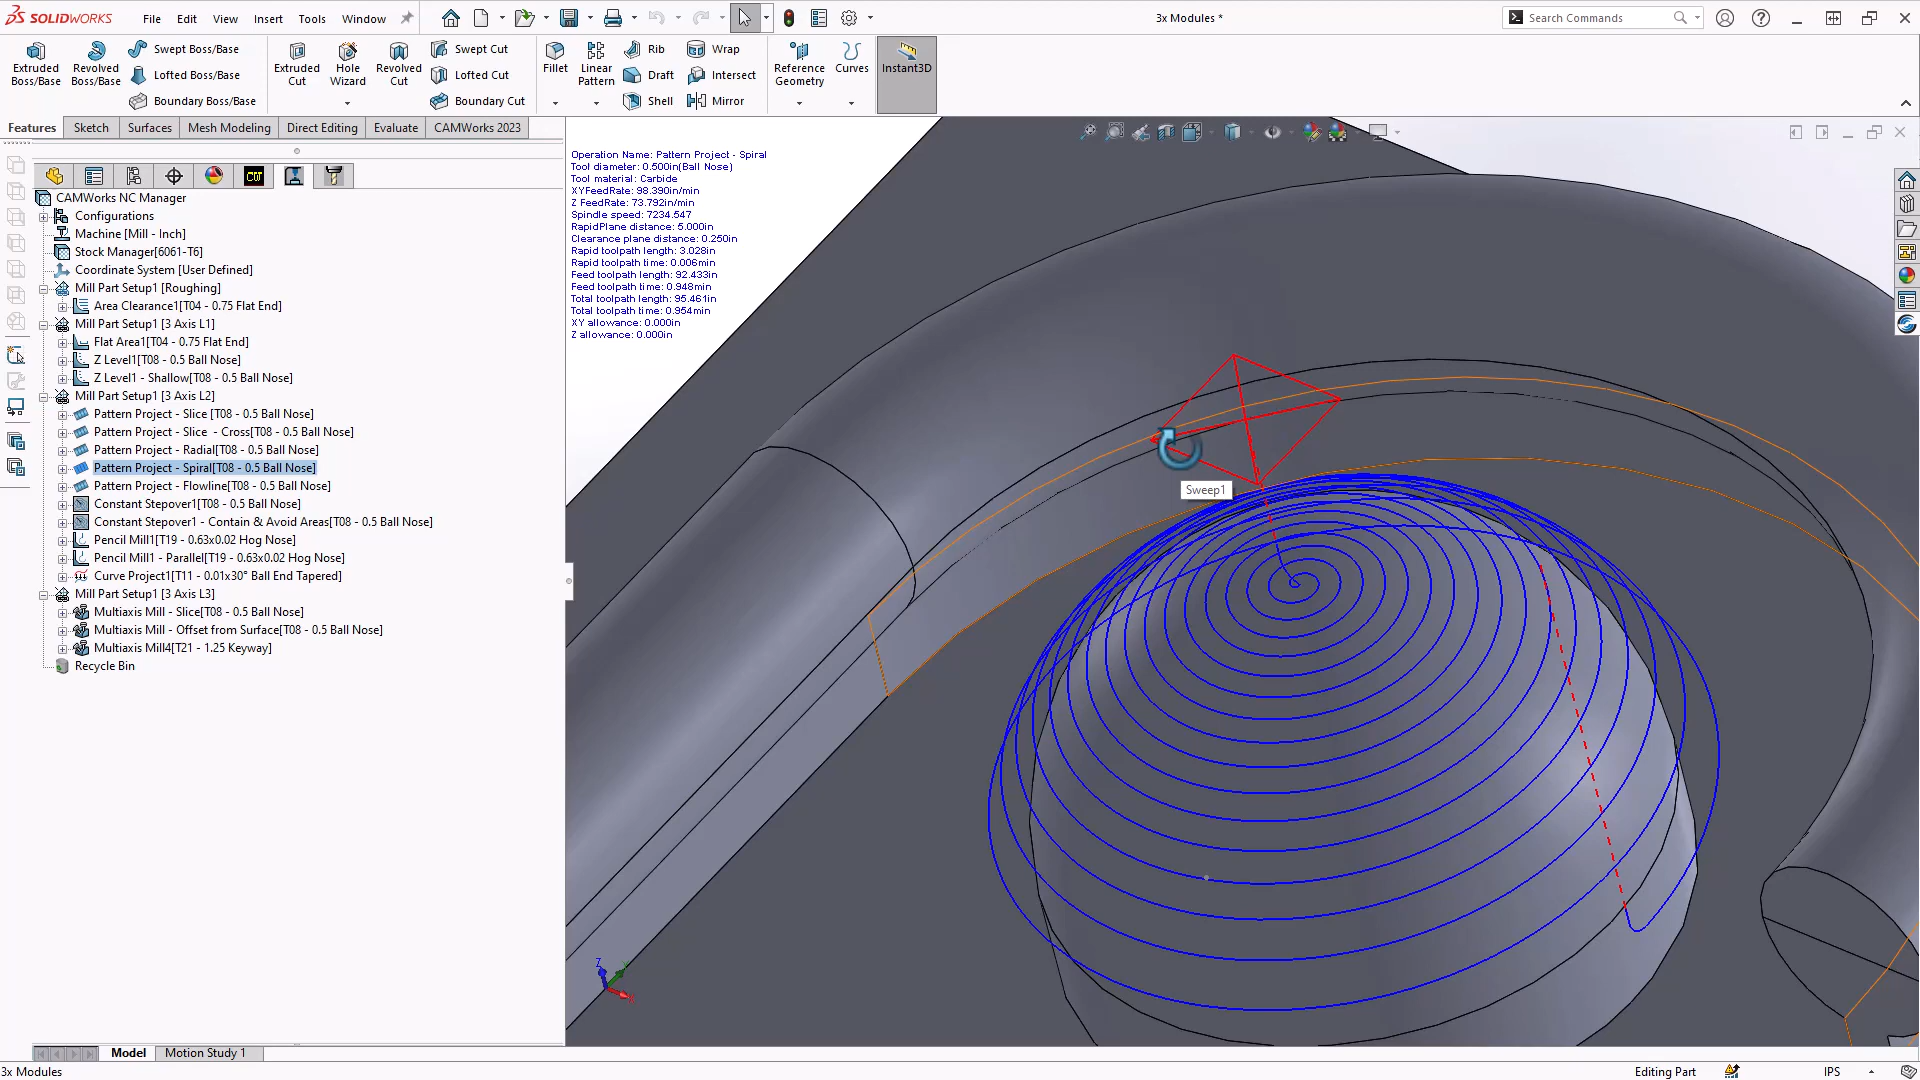 SOLIDWORKS
File Edit View Insert Tools Window
3x Modules *
Search Commands
Extruded Boss/Base
Revolved Boss/Base
Swept Boss/Base
Lofted Boss/Base
Boundary Boss/Base
Extruded Cut
Hole Wizard
Revolved Cut
Swept Cut
Lofted Cut
Boundary Cut
Fillet
Linear Pattern
Rib
Draft
Shell
Wrap
Intersect
Mirror
Reference Geometry
Curves
Instant3D
Features Sketch Surfaces Mesh Modeling Direct Editing Evaluate CAMWorks 2023
CW
CAMWorks NC Manager
Configurations
Machine [Mill - Inch]
Stock Manager[6061-T6]
Coordinate System [User Defined]
Mill Part Setup1 [Roughing]
Area Clearance1[T04 - 0.75 Flat End]
Mill Part Setup1 [3 Axis L1]
Flat Area1[T04 - 0.75 Flat End]
Z Level1[T08 - 0.5 Ball Nose]
Z Level1 - Shallow[T08 - 0.5 Ball Nose]
Mill Part Setup1 [3 Axis L2]
Pattern Project - Slice [T08 - 0.5 Ball Nose]
Pattern Project - Slice - Cross[T08 - 0.5 Ball Nose]
Pattern Project - Radial[T08 - 0.5 Ball Nose]
Pattern Project - Spiral[T08 - 0.5 Ball Nose]
Pattern Project - Flowline[T08 - 0.5 Ball Nose]
Constant Stepover1[T08 - 0.5 Ball Nose]
Constant Stepover1 - Contain & Avoid Areas[T08 - 0.5 Ball Nose]
Pencil Mill1[T19 - 0.63x0.02 Hog Nose]
Pencil Mill1 - Parallel[T19 - 0.63x0.02 Hog Nose]
Curve Project1[T11 - 0.01x30° Ball End Tapered]
Mill Part Setup1 [3 Axis L3]
Multiaxis Mill - Slice[T08 - 0.5 Ball Nose]
Multiaxis Mill - Offset from Surface[T08 - 0.5 Ball Nose]
Multiaxis Mill4[T21 - 1.25 Keyway]
Recycle Bin
Operation Name: Pattern Project - Spiral
Tool diameter: 0.500in(Ball Nose)
Tool material: Carbide
XYFeedRate: 98.390in/min
Z FeedRate: 73.792in/min
Spindle speed: 7234.547
RapidPlane distance: 5.000in
Clearance plane distance: 0.250in
Rapid toolpath length: 3.028in
Rapid toolpath time: 0.006min
Feed toolpath length: 92.433in
Feed toolpath time: 0.948min
Total toolpath length: 95.461in
Total toolpath time: 0.954min
XY allowance: 0.000in
Z allowance: 0.000in
Sweep1
Z
Model Motion Study 1
3x Modules
Editing Part
IPS